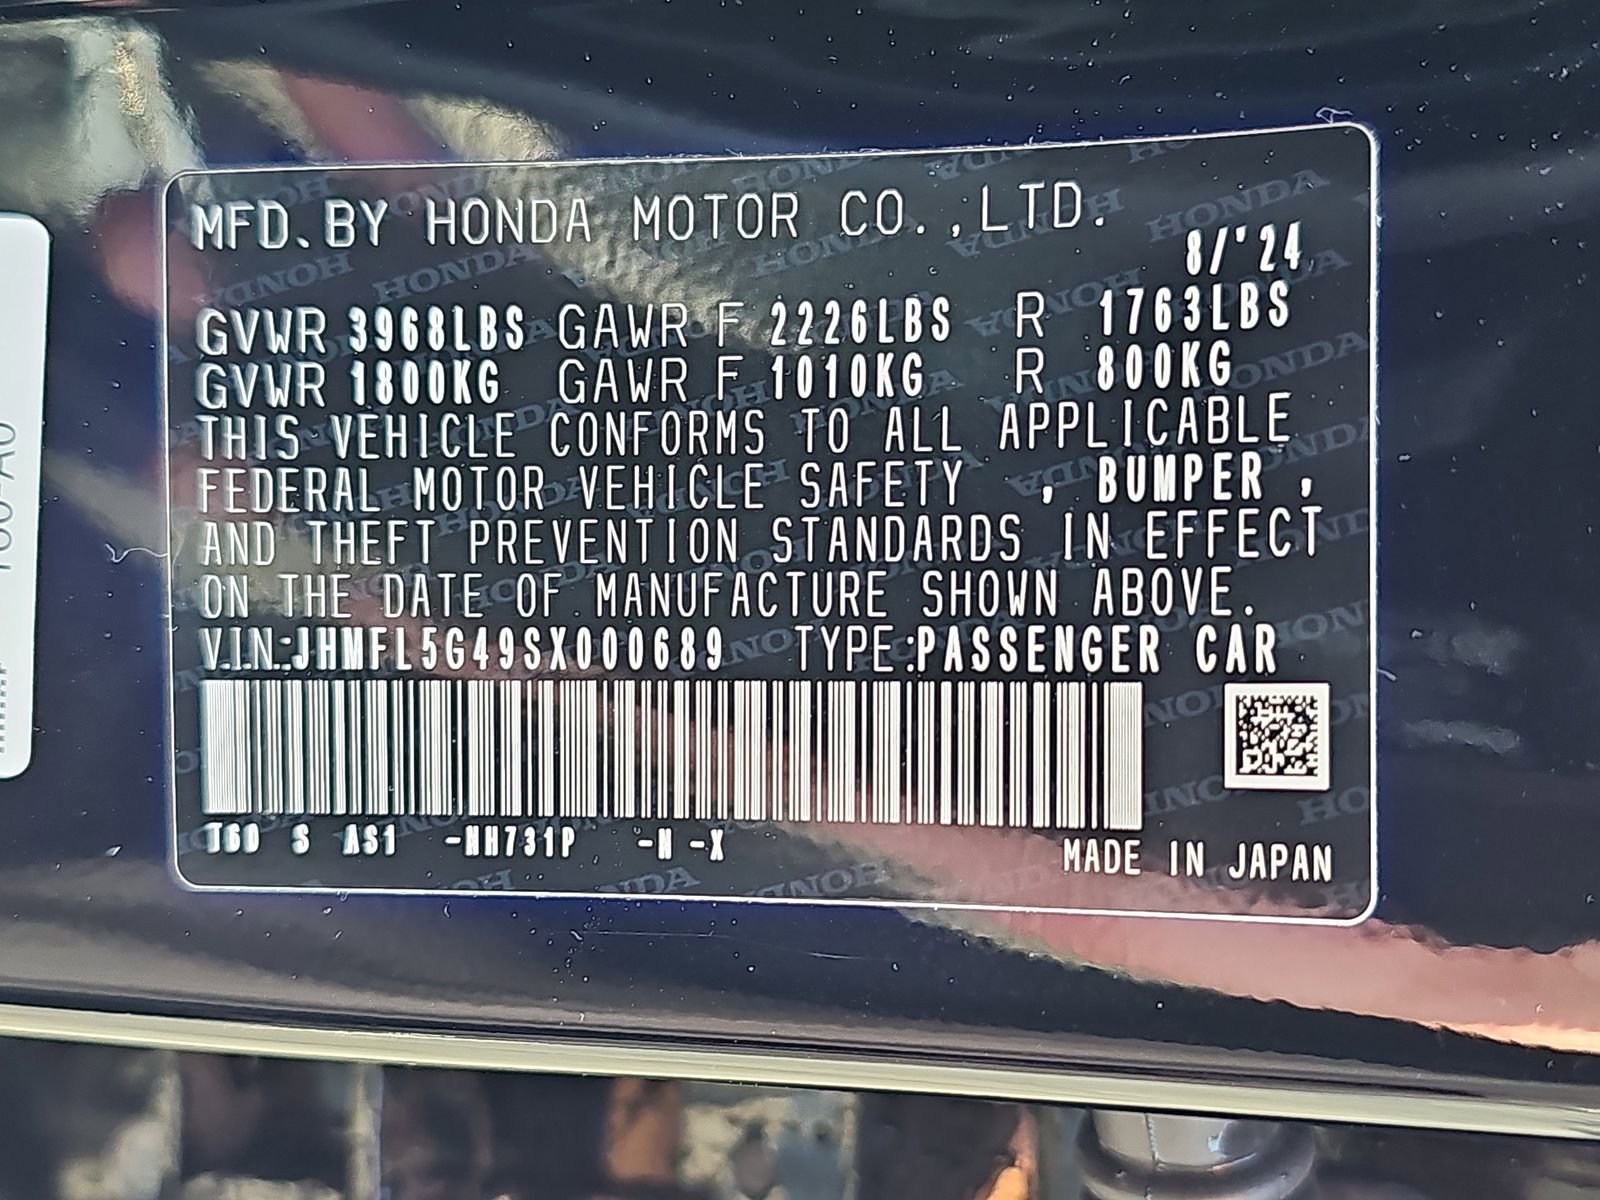 MFD. BY HONDA MOTOR CO., LTD.
8/'24
GVWR 3968LBS GAWR F 2226LBS R 1763LBS
GVWR 1800KG GAWR F 1010KG R 800KG
THIS VEHICLE CONFORMS TO ALL APPLICABLE
FEDERAL MOTOR VEHICLE SAFETY , BUMPER ,
AND THEFT PREVENTION STANDARDS IN EFFECT
ON THE DATE OF MANUFACTURE SHOWN ABOVE.
V.I.N.:JHMFL5G49SX000689 TYPE:PASSENGER CAR
T60 S AS1 -NH731P -N -X
MADE IN JAPAN